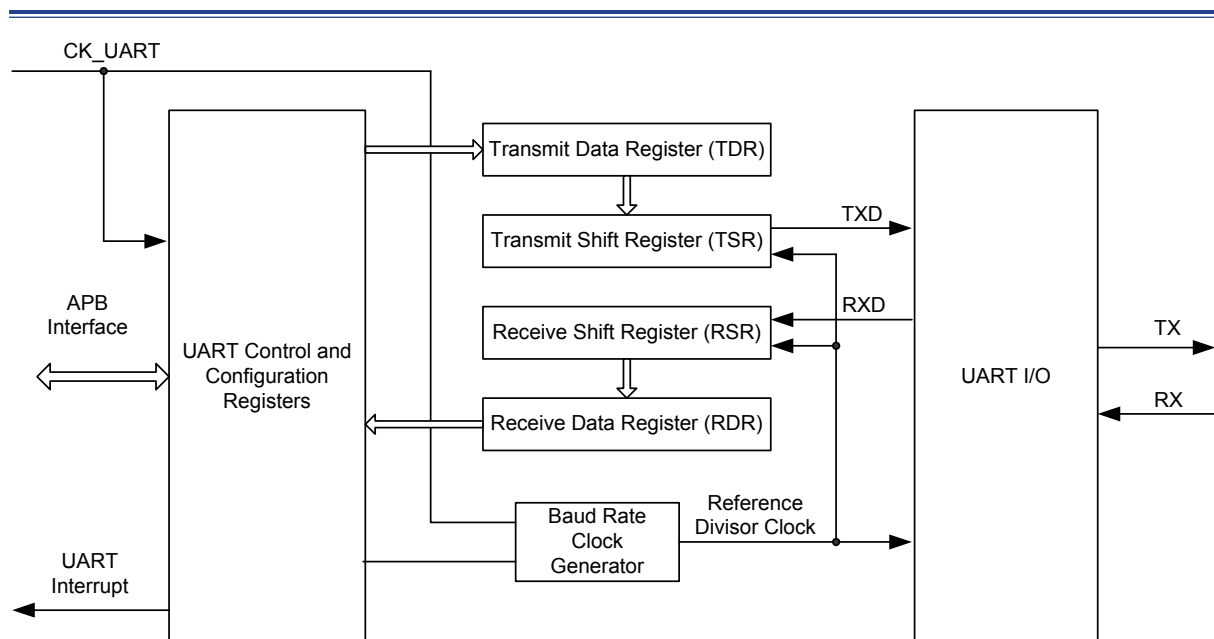 CK_UART
Transmit Data Register (TDR)
TXD
Transmit Shift Register (TSR)
APB
Interface
RXD
Receive Shift Register (RSR)
TX
UART Control and
Configuration
Registers
UART I/O
RX
Receive Data Register (RDR)
Baud Rate
Clock
Generator
Reference
Divisor Clock
UART
Interrupt